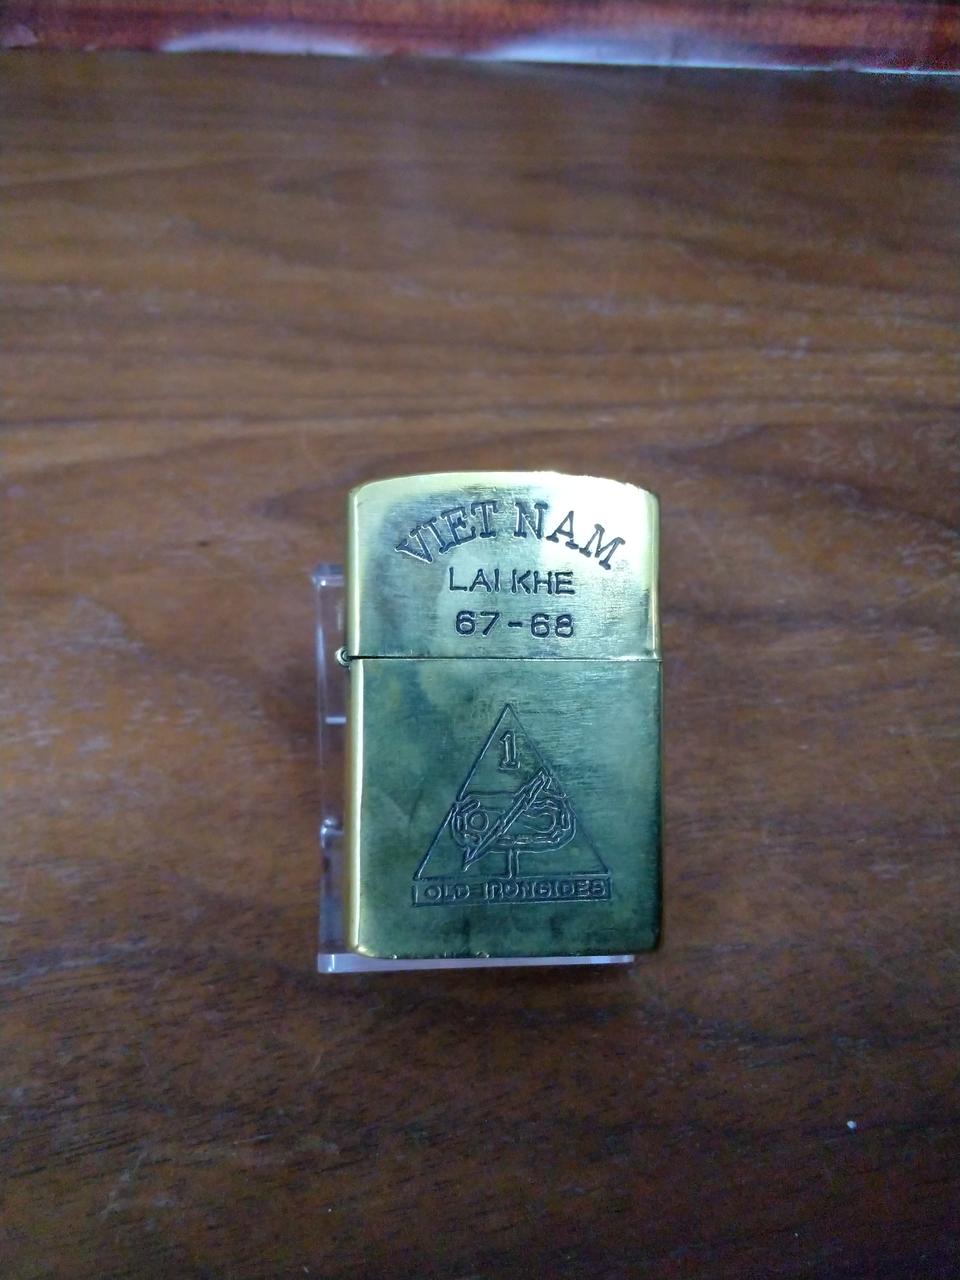 VIET NAM
LAI KHE
67-68
1
OLD IRONSIDES